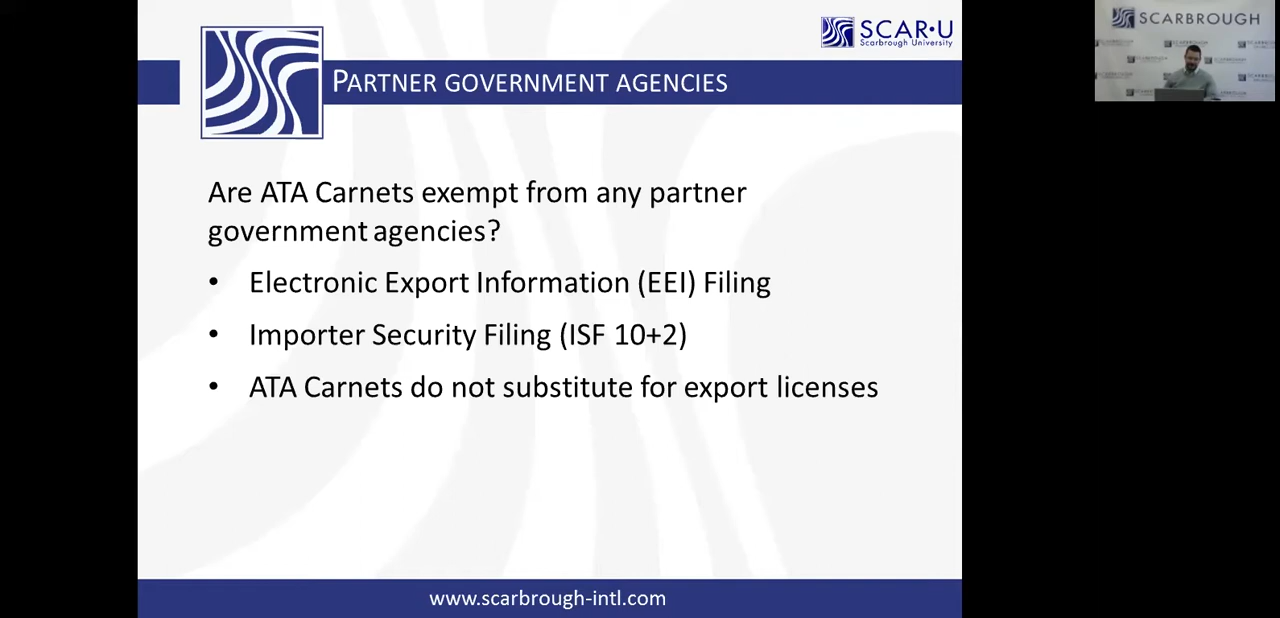 SCAR•U
Scarbrough University
SCARBROUGH
PARTNER GOVERNMENT AGENCIES
Are ATA Carnets exempt from any partner
government agencies?
• Electronic Export Information (EEI) Filing
• Importer Security Filing (ISF 10+2)
• ATA Carnets do not substitute for export licenses
www.scarbrough-intl.com